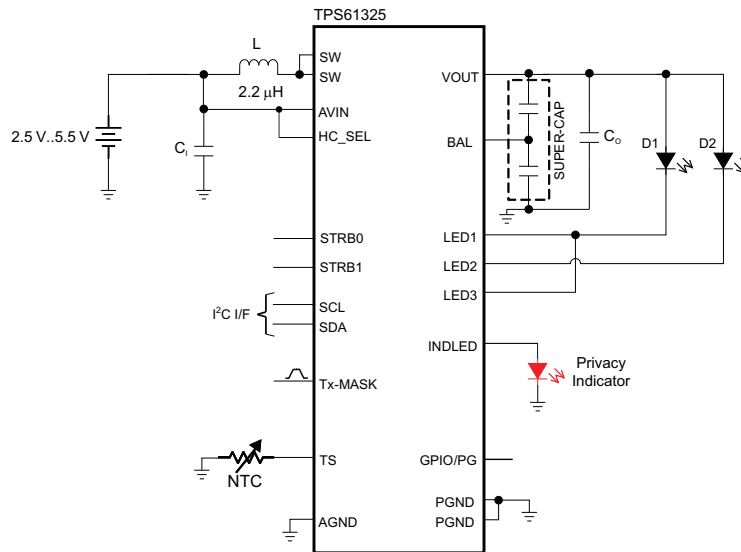 TPS61325
L
2.2 μH
SW
SW
AVIN
HC_SEL
2.5 V..5.5 V
C_I
VOUT
BAL
SUPER-CAP
C_O
D1
D2
STRB0
STRB1
I²C I/F
SCL
SDA
LED1
LED2
LED3
INDLED
Privacy
Indicator
Tx-MASK
NTC
TS
GPIO/PG
AGND
PGND
PGND